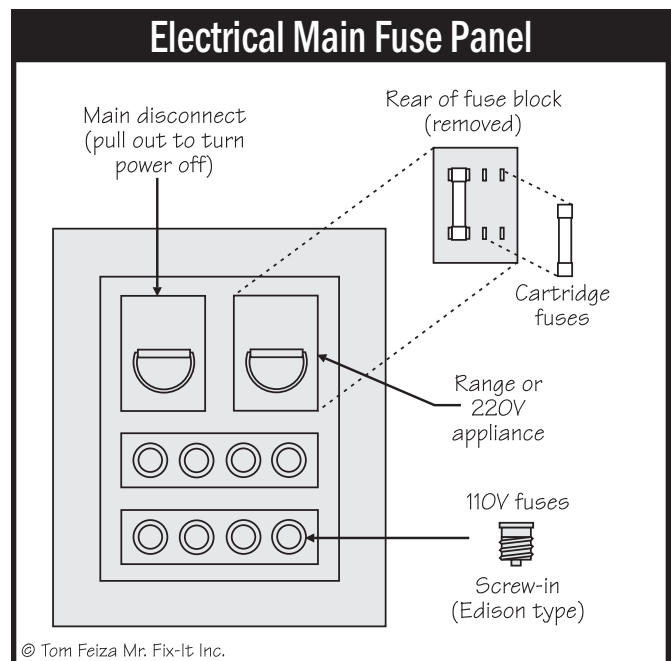 Electrical Main Fuse Panel
Main disconnect
(pull out to turn
power off)
Rear of fuse block
(removed)
Cartridge
fuses
Range or
220V
appliance
110V fuses
Screw-in
(Edison type)
© Tom Feiza Mr. Fix-It Inc.